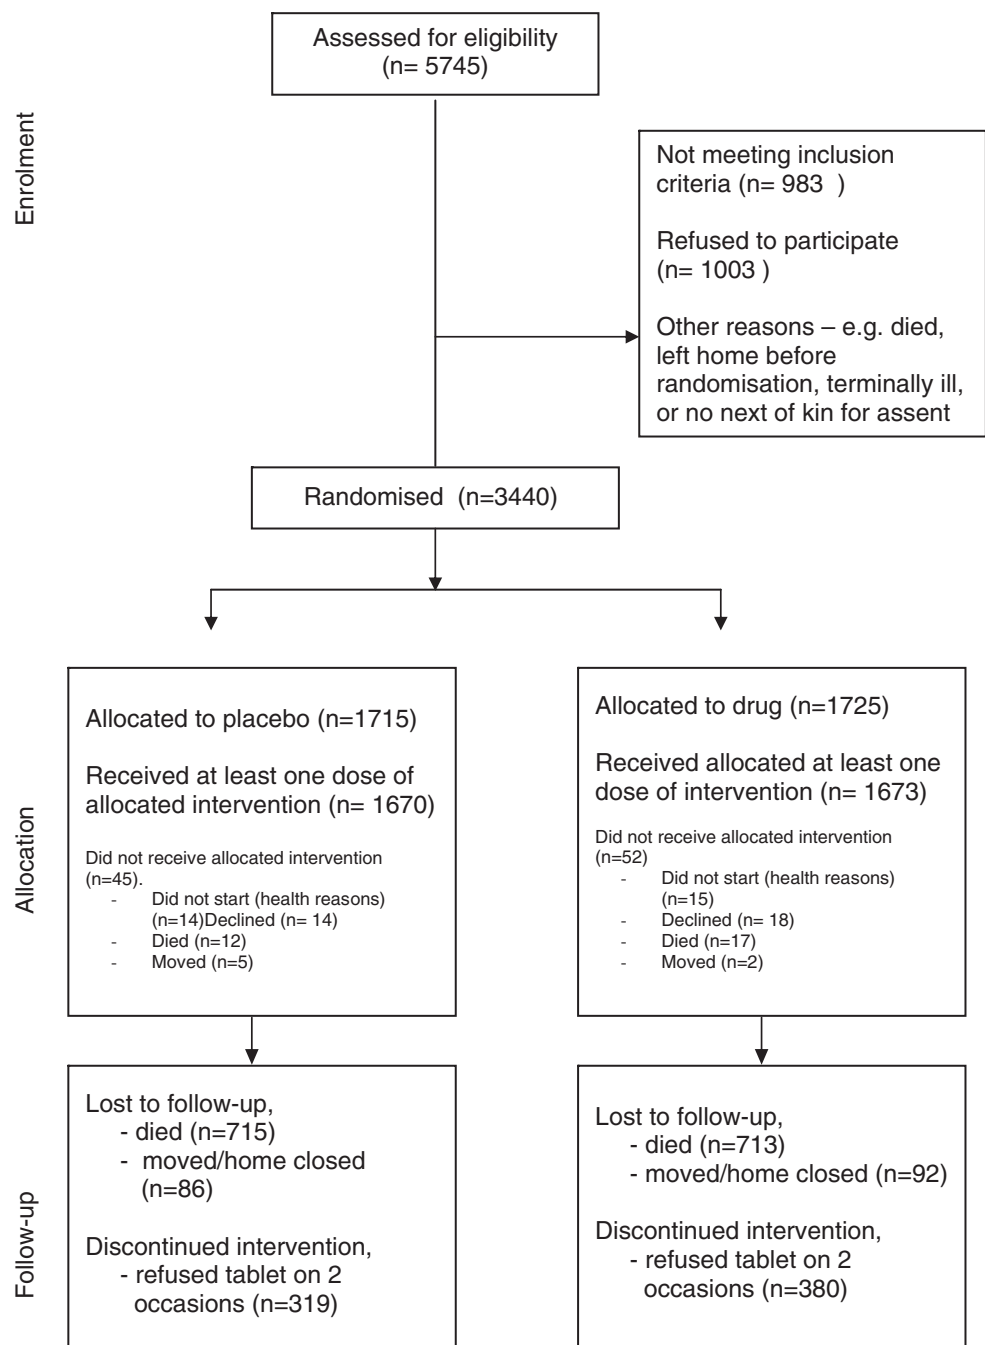 Assessed for eligibility
(n= 5745)
Enrolment
Not meeting inclusion
criteria (n= 983  )
Refused to participate
(n= 1003 )
Other reasons – e.g. died,
left home before
randomisation, terminally ill,
or no next of kin for assent
Randomised  (n=3440)
Allocation
Allocated to placebo (n=1715)
Received at least one dose of
allocated intervention (n= 1670)
Did not receive allocated intervention
(n=45).
- Did not start (health reasons)
(n=14)Declined (n= 14)
- Died (n=12)
- Moved (n=5)
Allocated to drug (n=1725)
Received allocated at least one
dose of intervention (n= 1673)
Did not receive allocated intervention
(n=52)
- Did not start (health reasons)
(n=15)
- Declined (n= 18)
- Died (n=17)
- Moved (n=2)
Follow-up
Lost to follow-up,
- died (n=715)
- moved/home closed
(n=86)
Discontinued intervention,
- refused tablet on 2
occasions (n=319)
Lost to follow-up,
- died (n=713)
- moved/home closed (n=92)
Discontinued intervention,
- refused tablet on 2
occasions (n=380)